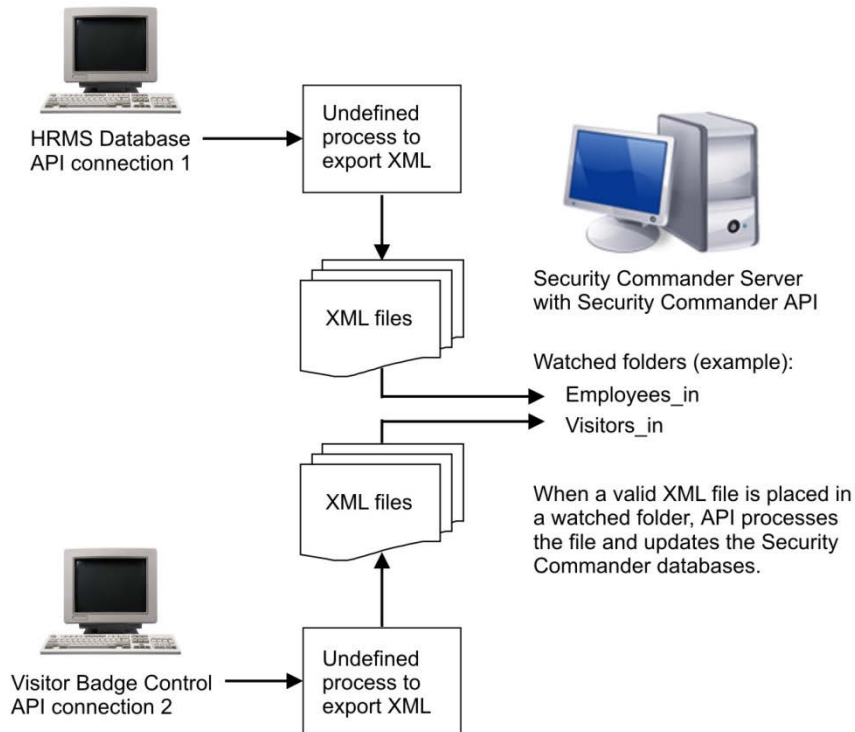 HRMS Database
API connection 1
Undefined
process to
export XML
Security Commander Server
with Security Commander API
XML files
Watched folders (example):
Employees_in
Visitors_in
XML files
When a valid XML file is placed in
a watched folder, API processes
the file and updates the Security
Commander databases.
Visitor Badge Control
API connection 2
Undefined
process to
export XML